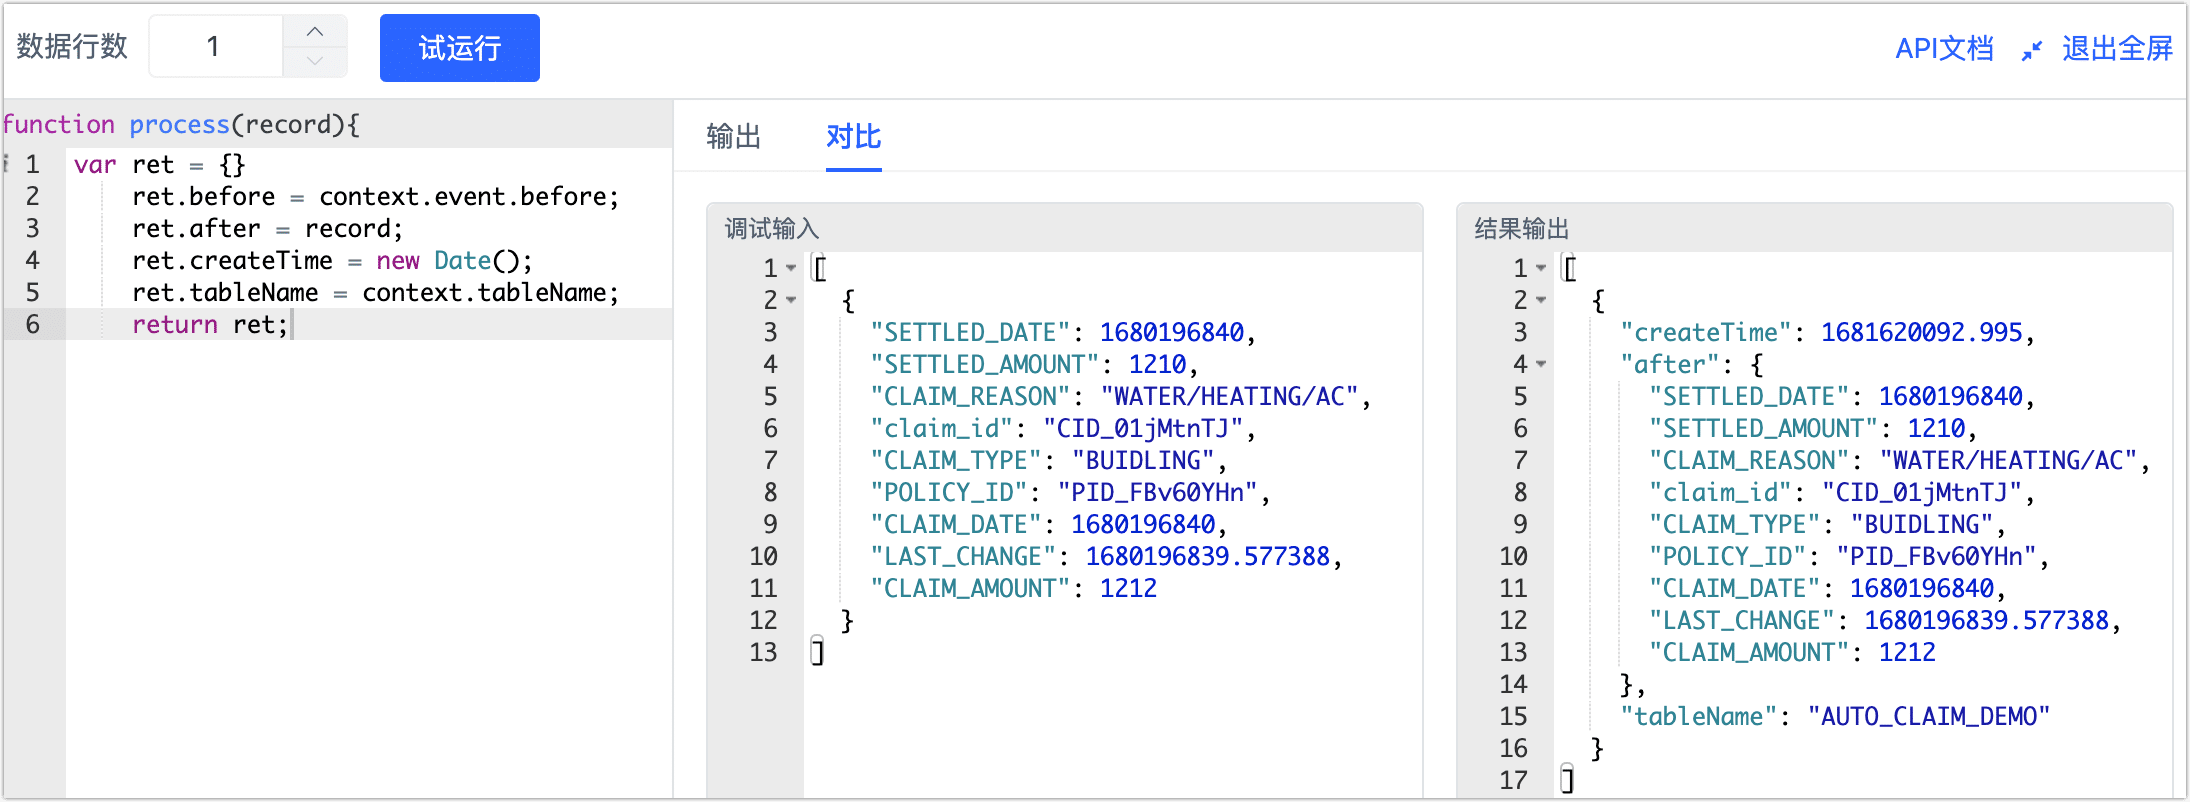 数据行数 1 试运行 API文档 退出全屏
function process(record){
1 var ret = {}
2 ret.before = context.event.before;
3 ret.after = record;
4 ret.createTime = new Date();
5 ret.tableName = context.tableName;
6 return ret;
输出 对比
调试输入
1 [
2 {
3 "SETTLED_DATE": 1680196840,
4 "SETTLED_AMOUNT": 1210,
5 "CLAIM_REASON": "WATER/HEATING/AC",
6 "claim_id": "CID_01jMtnTJ",
7 "CLAIM_TYPE": "BUIDLING",
8 "POLICY_ID": "PID_FBv60YHn",
9 "CLAIM_DATE": 1680196840,
10 "LAST_CHANGE": 1680196839.577388,
11 "CLAIM_AMOUNT": 1212
12 }
13 ]
结果输出
1 [
2 {
3 "createTime": 1681620092.995,
4 "after": {
5 "SETTLED_DATE": 1680196840,
6 "SETTLED_AMOUNT": 1210,
7 "CLAIM_REASON": "WATER/HEATING/AC",
8 "claim_id": "CID_01jMtnTJ",
9 "CLAIM_TYPE": "BUIDLING",
10 "POLICY_ID": "PID_FBv60YHn",
11 "CLAIM_DATE": 1680196840,
12 "LAST_CHANGE": 1680196839.577388,
13 "CLAIM_AMOUNT": 1212
14 },
15 "tableName": "AUTO_CLAIM_DEMO"
16 }
17 ]